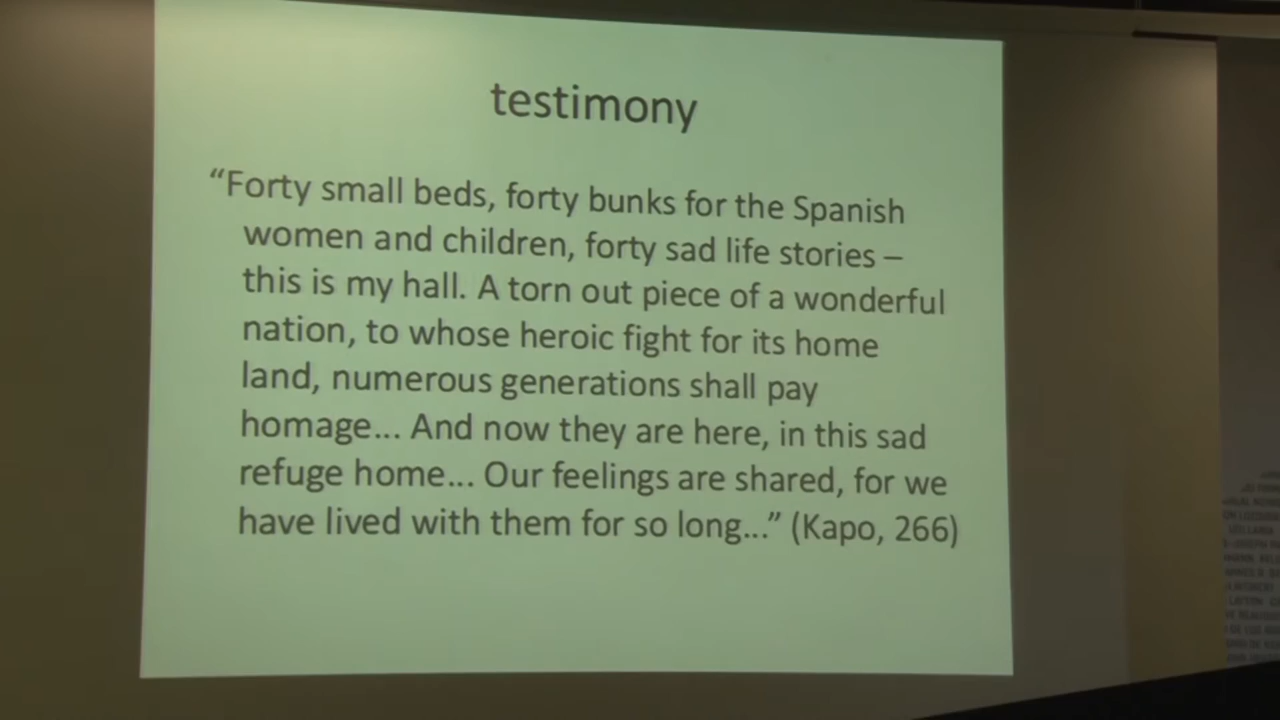 testimony
“Forty small beds, forty bunks for the Spanish
women and children, forty sad life stories –
this is my hall. A torn out piece of a wonderful
nation, to whose heroic fight for its home
land, numerous generations shall pay
homage... And now they are here, in this sad
refuge home... Our feelings are shared, for we
have lived with them for so long...” (Kapo, 266)